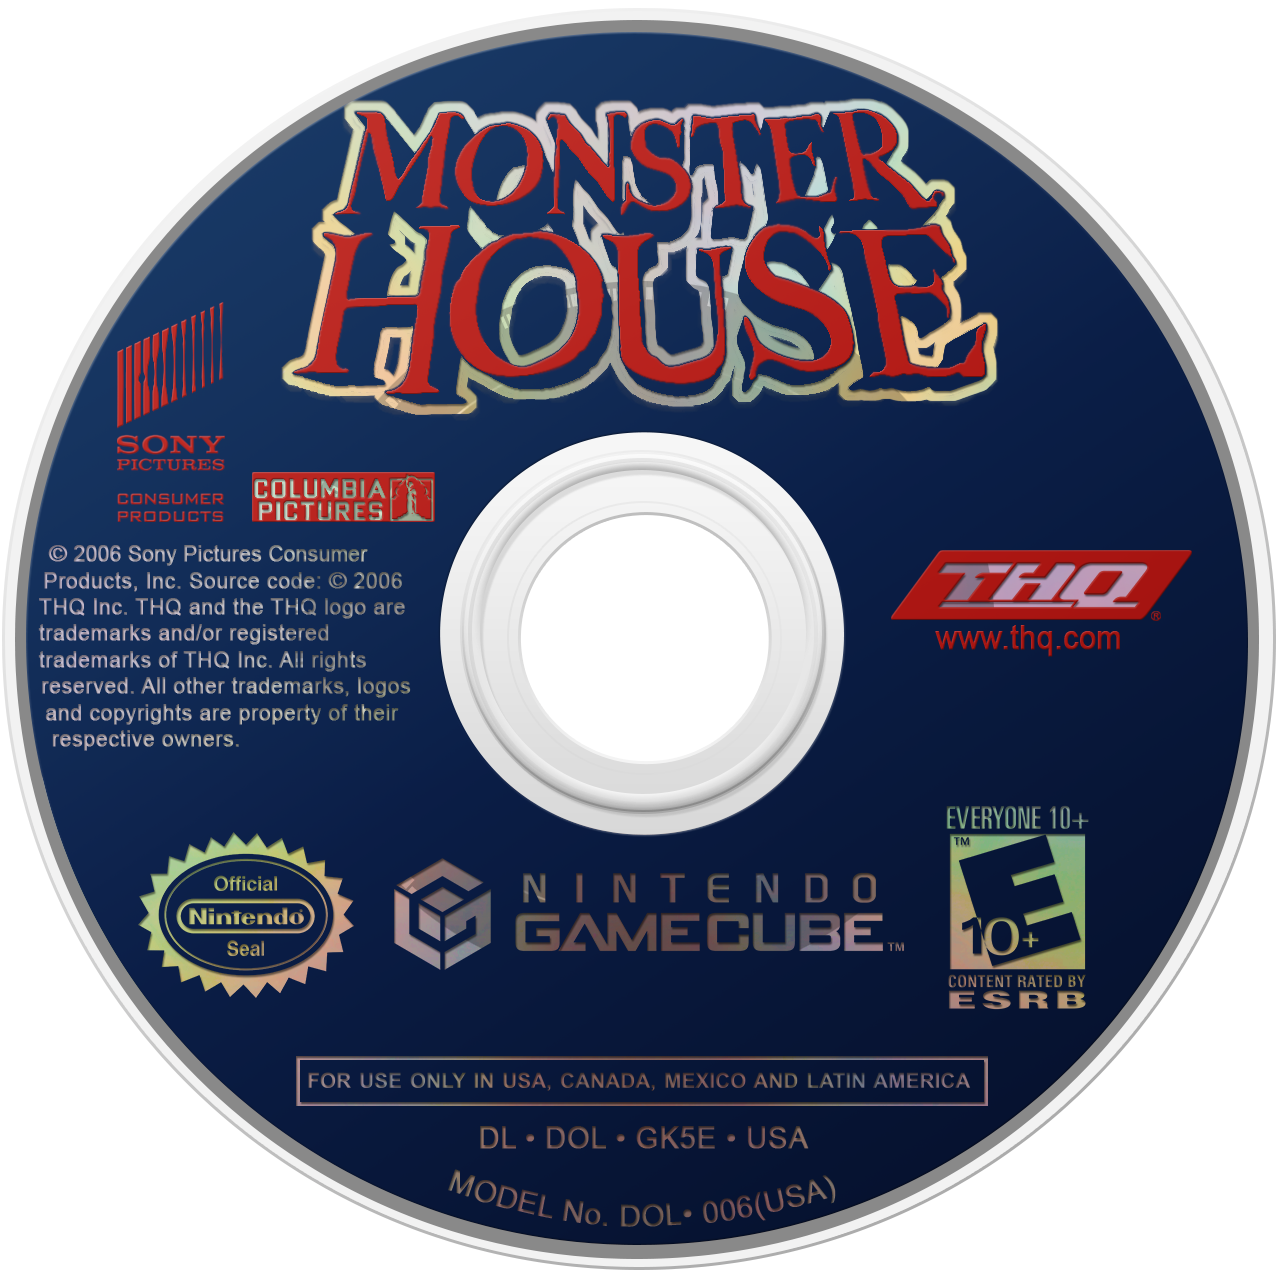 MONSTER
HOUSE
SONY
PICTURES
CONSUMER
PRODUCTS
COLUMBIA
PICTURES
© 2006 Sony Pictures Consumer
Products, Inc. Source code: © 2006
THQ Inc. THQ and the THQ logo are
trademarks and/or registered
trademarks of THQ Inc. All rights
reserved. All other trademarks, logos
and copyrights are property of their
respective owners.
THQ®
www.thq.com
Official
Nintendo®
Seal
NINTENDO
GAMECUBE™
EVERYONE 10+
™
E
10+
CONTENT RATED BY
ESRB
FOR USE ONLY IN USA, CANADA, MEXICO AND LATIN AMERICA
DL • DOL • GK5E • USA
MODEL No. DOL• 006(USA)